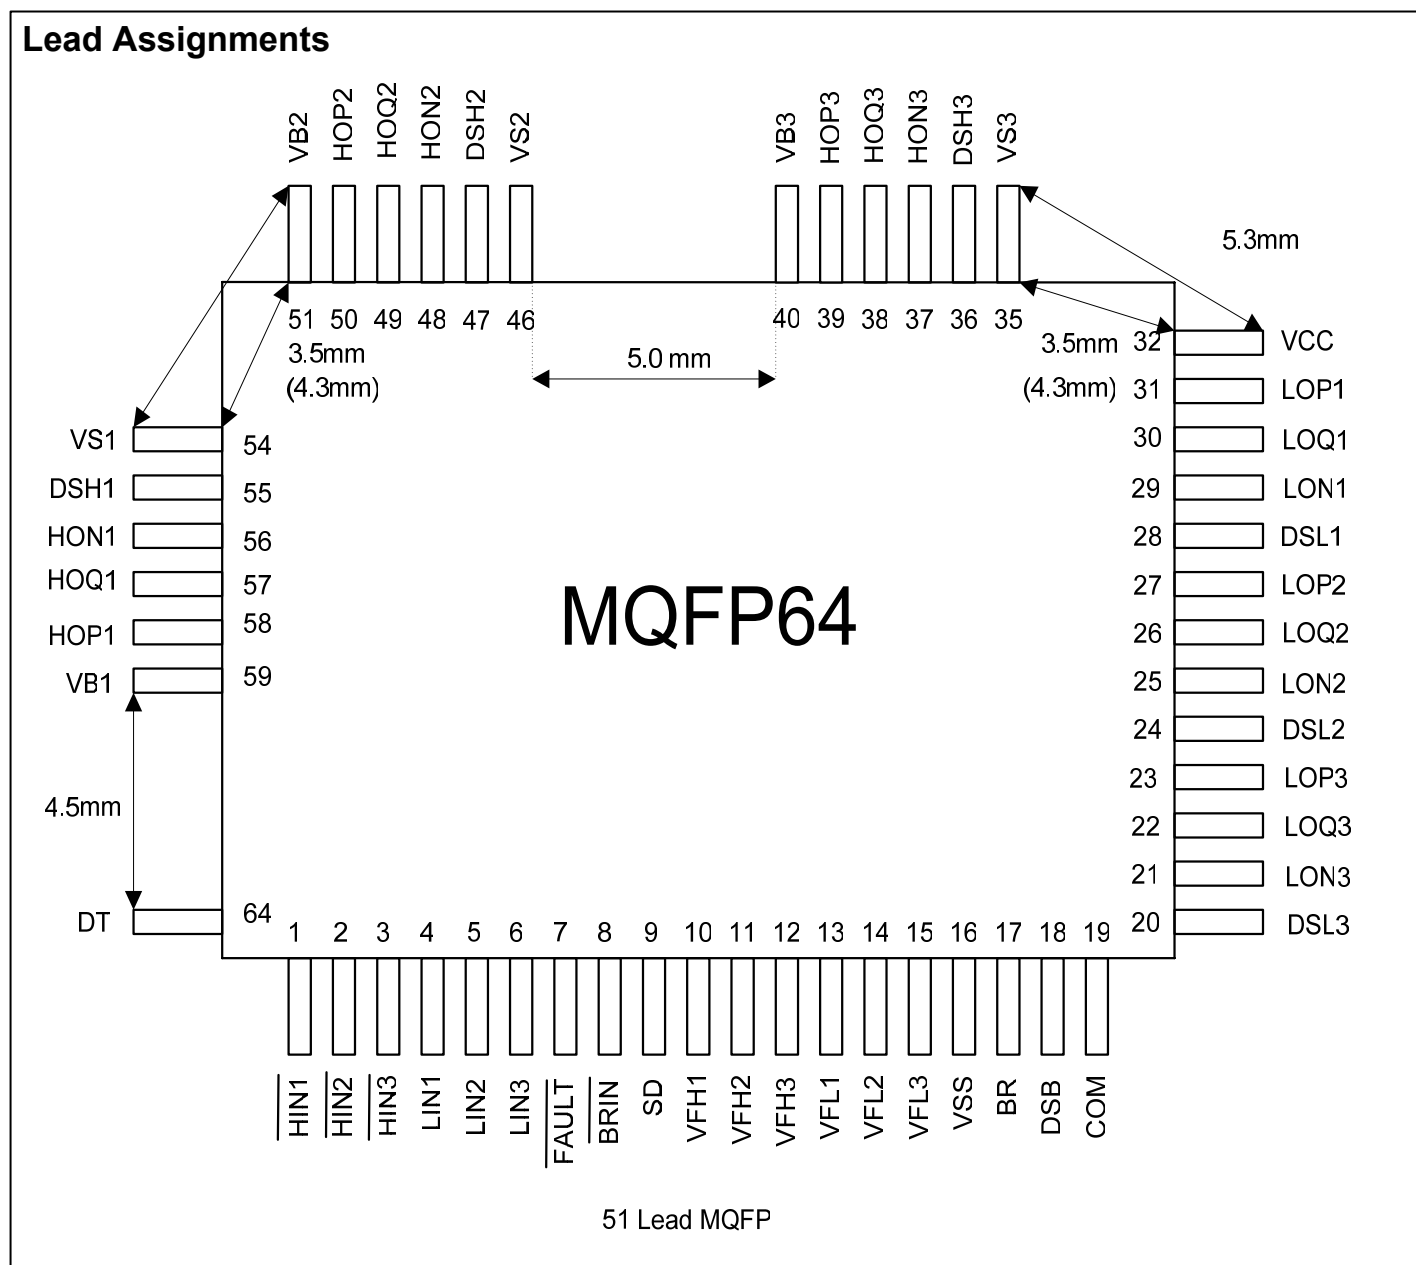 Lead Assignments
VB2 HOP2 HOQ2 HON2 DSH2 VS2 VB3 HOP3 HOQ3 HON3 DSH3 VS3
5.3mm
51 50 49 48 47 46 40 39 38 37 36 35
3.5mm
(4.3mm)
5.0 mm
3.5mm
(4.3mm)
32 VCC
31 LOP1
VS1 54
30 LOQ1
DSH1 55
29 LON1
HON1 56
28 DSL1
HOQ1 57
27 LOP2
MQFP64
HOP1 58
26 LOQ2
VB1 59
25 LON2
24 DSL2
23 LOP3
4.5mm
22 LOQ3
21 LON3
DT 64
20 DSL3
1 2 3 4 5 6 7 8 9 10 11 12 13 14 15 16 17 18 19
HIN1 HIN2 HIN3 LIN1 LIN2 LIN3 FAULT BRIN SD VFH1 VFH2 VFH3 VFL1 VFL2 VFL3 VSS BR DSB COM
51 Lead MQFP